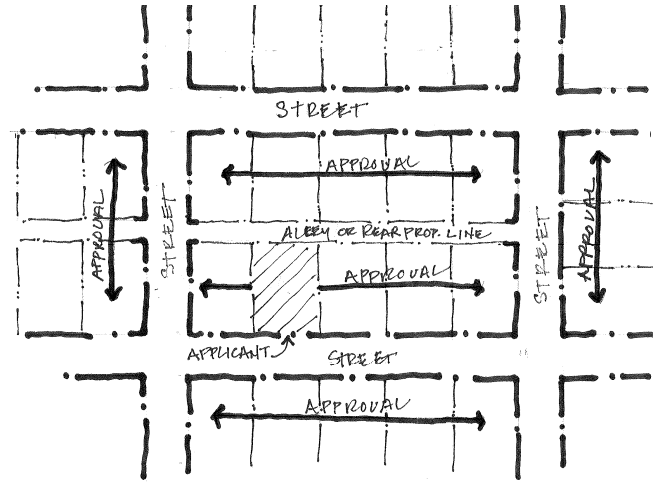 STREET
APPROVAL
APPROVAL
STREET
APPROVAL
STREET
ALLEY OR REAR PROP. LINE
APPROVAL
APPLICANT
STREET
APPROVAL